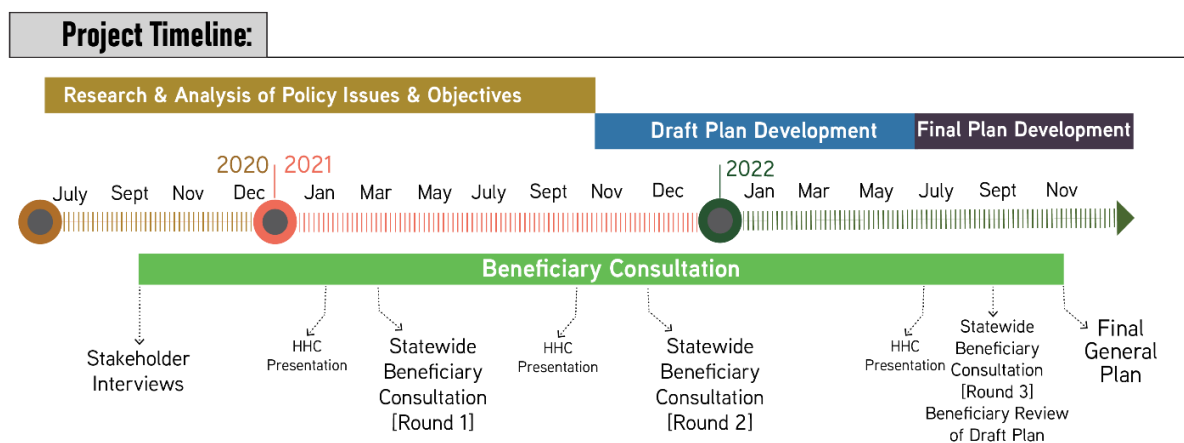 Project Timeline:
Research & Analysis of Policy Issues & Objectives
Draft Plan Development
Final Plan Development
2020
2021
2022
July Sept Nov Dec Jan Mar May July Sept Nov Dec Jan Mar May July Sept Nov
Beneficiary Consultation
Stakeholder
Interviews
HHC
Presentation
Statewide
Beneficiary
Consultation
[Round 1]
HHC
Presentation
Statewide
Beneficiary
Consultation
[Round 2]
HHC
Presentation
Statewide
Beneficiary
Consultation
[Round 3]
Beneficiary Review
of Draft Plan
Final
General
Plan